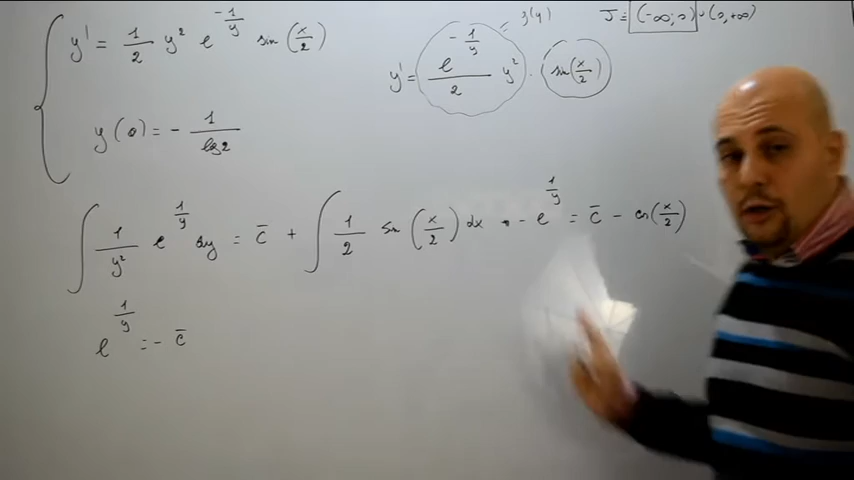 y' = 1/2 y² e^(-1/y) sin(x/2)
y(0) = - 1/lg2
y' = e^(-1/y)/2 y² · sin(x/2)
= g(y)
J ≡ (-∞; 0) ∪ (0, +∞)
∫ 1/y² e^(1/y) dy = c̄ + ∫ 1/2 sin(x/2) dx
- e^(1/y) = c̄ - cos(x/2)
e^(1/y) = - c̄